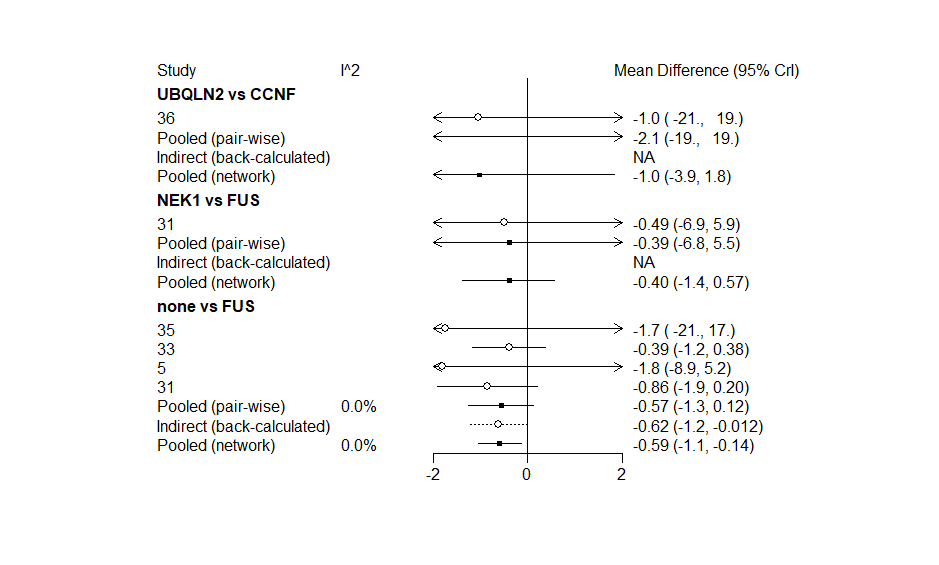 Study I^2 Mean Difference (95% CrI)
UBQLN2 vs CCNF
36 -1.0 ( -21., 19.)
Pooled (pair-wise) -2.1 (-19., 19.)
Indirect (back-calculated) NA
Pooled (network) -1.0 (-3.9, 1.8)
NEK1 vs FUS
31 -0.49 (-6.9, 5.9)
Pooled (pair-wise) -0.39 (-6.8, 5.5)
Indirect (back-calculated) NA
Pooled (network) -0.40 (-1.4, 0.57)
none vs FUS
35 -1.7 ( -21., 17.)
33 -0.39 (-1.2, 0.38)
5 -1.8 (-8.9, 5.2)
31 -0.86 (-1.9, 0.20)
Pooled (pair-wise) 0.0% -0.57 (-1.3, 0.12)
Indirect (back-calculated) -0.62 (-1.2, -0.012)
Pooled (network) 0.0% -0.59 (-1.1, -0.14)
-2 0 2